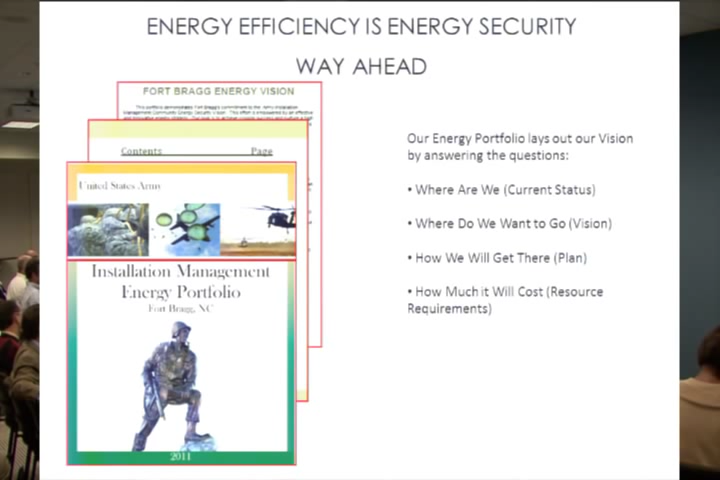 ENERGY EFFICIENCY IS ENERGY SECURITY
WAY AHEAD
FORT BRAGG ENERGY VISION
Contents Page
United States Army
Installation Management
Energy Portfolio
Fort Bragg, NC
2011
Our Energy Portfolio lays out our Vision
by answering the questions:
• Where Are We (Current Status)
• Where Do We Want to Go (Vision)
• How We Will Get There (Plan)
• How Much it Will Cost (Resource
Requirements)